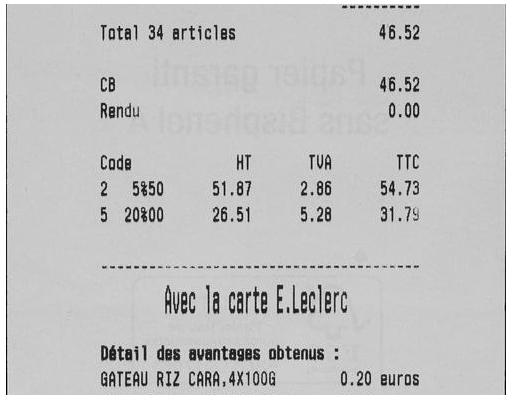 Total 34 articles 46.52
CB 46.52
Rendu 0.00
Code HT TVA TTC
2 5%50 51.87 2.86 54.73
5 20%00 26.51 5.28 31.79
Avec la carte E.Leclerc
Détail des avantages obtenus :
GATEAU RIZ CARA,4X100G 0.20 euros
Papier garanti
sans Bisphenol A